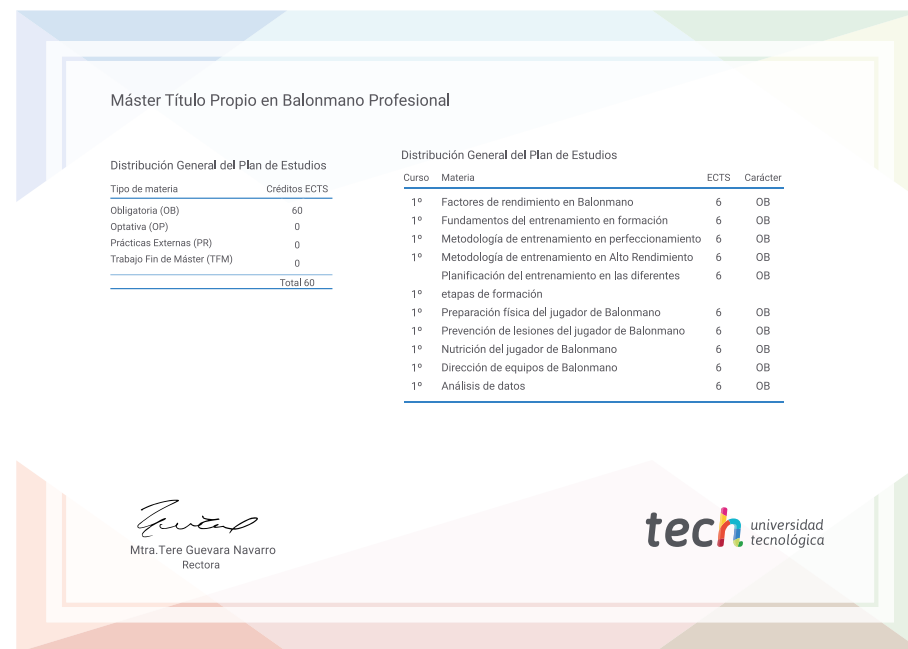 Máster Título Propio en Balonmano Profesional
Distribución General del Plan de Estudios
Tipo de materia Créditos ECTS
Obligatoria (OB) 60
Optativa (OP) 0
Prácticas Externas (PR) 0
Trabajo Fin de Máster (TFM) 0
Total 60
Distribución General del Plan de Estudios
Curso Materia ECTS Carácter
1º Factores de rendimiento en Balonmano 6 OB
1º Fundamentos del entrenamiento en formación 6 OB
1º Metodología de entrenamiento en perfeccionamiento 6 OB
1º Metodología de entrenamiento en Alto Rendimiento 6 OB
Planificación del entrenamiento en las diferentes 6 OB
1º etapas de formación
1º Preparación física del jugador de Balonmano 6 OB
1º Prevención de lesiones del jugador de Balonmano 6 OB
1º Nutrición del jugador de Balonmano 6 OB
1º Dirección de equipos de Balonmano 6 OB
1º Análisis de datos 6 OB
Mtra.Tere Guevara Navarro
Rectora
tech universidad
tecnológica